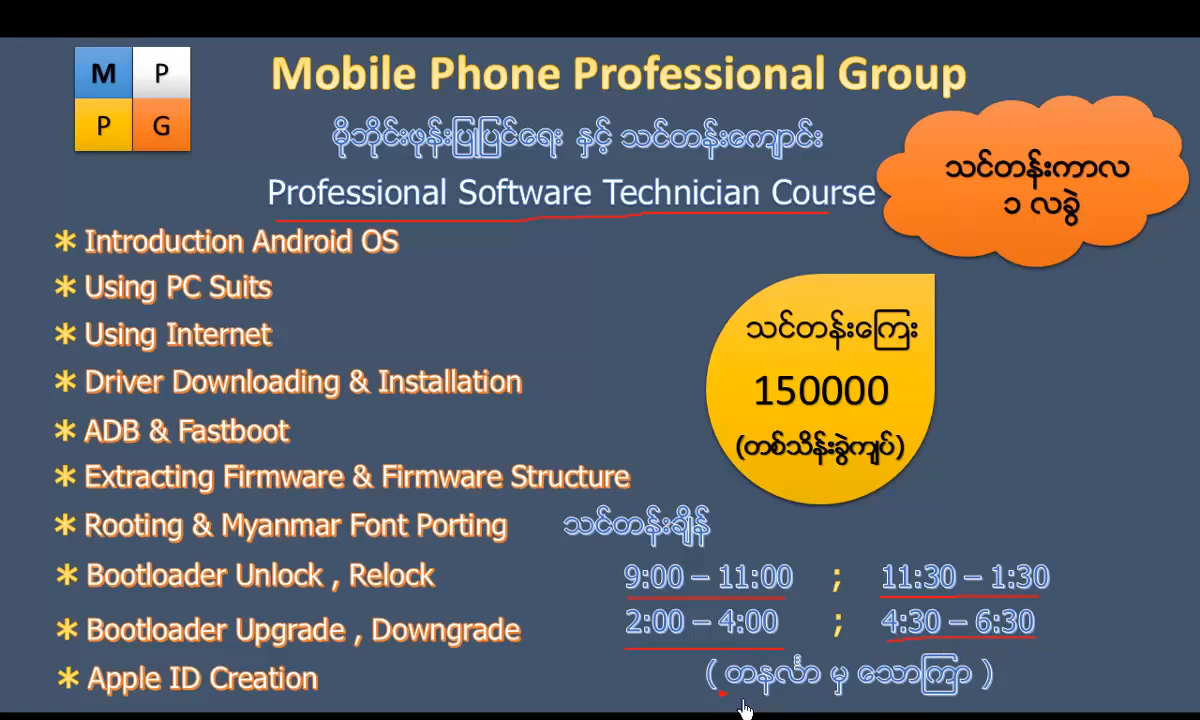 M P
P G
Mobile Phone Professional Group
မိုဘိုင်းဖုန်းပြုပြင်ရေး နှင့် သင်တန်းကျောင်း
Professional Software Technician Course
သင်တန်းကာလ
၁ လခွဲ
* Introduction Android OS
* Using PC Suits
* Using Internet
* Driver Downloading & Installation
* ADB & Fastboot
* Extracting Firmware & Firmware Structure
* Rooting & Myanmar Font Porting
* Bootloader Unlock , Relock
* Bootloader Upgrade , Downgrade
* Apple ID Creation
သင်တန်းကြေး
150000
(တစ်သိန်းခွဲကျပ်)
သင်တန်းချိန်
9:00 – 11:00 ; 11:30 – 1:30
2:00 – 4:00 ; 4:30 – 6:30
( တနင်္လာ မှ သောကြာ )